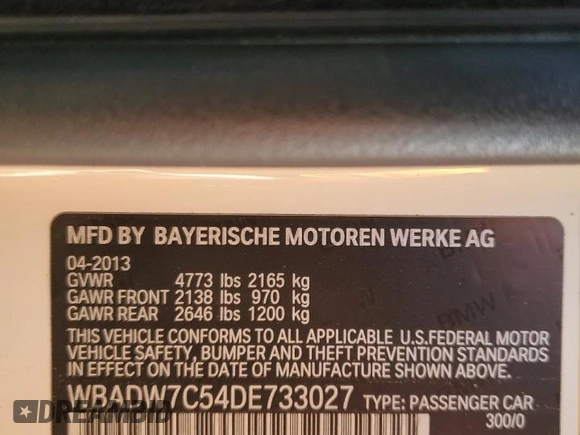 MFD BY BAYERISCHE MOTOREN WERKE AG
04-2013
GVWR 4773 lbs 2165 kg
GAWR FRONT 2138 lbs 970 kg
GAWR REAR 2646 lbs 1200 kg
THIS VEHICLE CONFORMS TO ALL APPLICABLE U.S.FEDERAL MOTOR
VEHICLE SAFETY, BUMPER AND THEFT PREVENTION STANDARDS
IN EFFECT ON THE DATE OF MANUFACTURE SHOWN ABOVE.
WBADW7C54DE733027 TYPE: PASSENGER CAR
300/0
BMW
DREAMBID